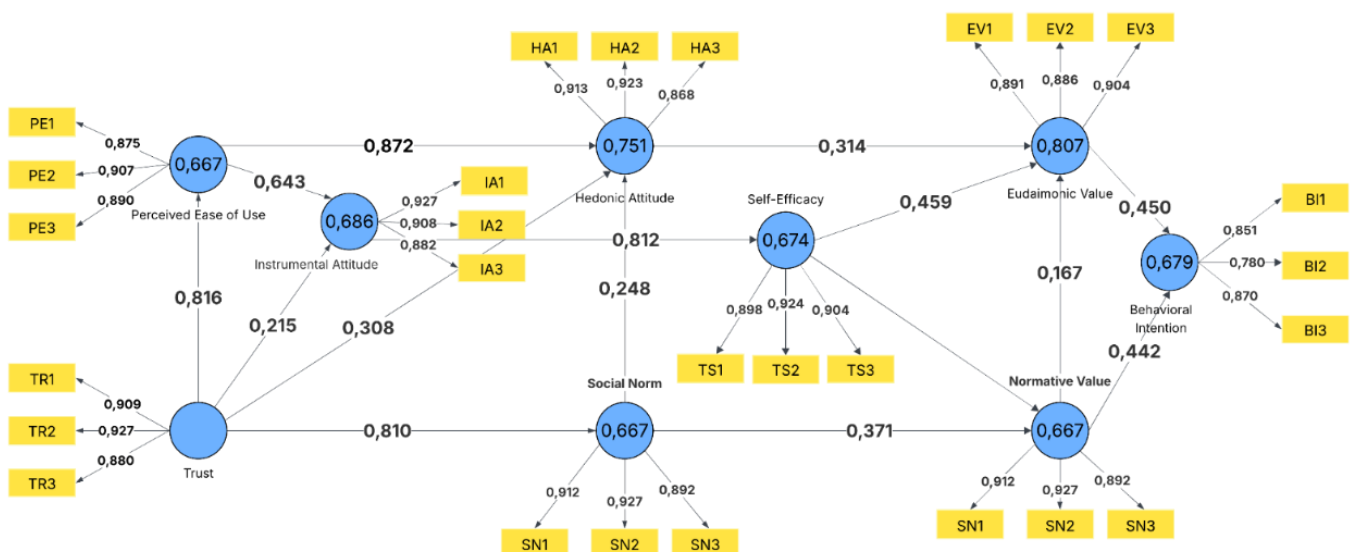 EV1 EV2 EV3
HA1 HA2 HA3
0,891 0,886 0,904
0,913 0,923 0,868
PE1
0,875
PE2
0,907
PE3
0,890
0,667
Perceived Ease of Use
0,872
0,751
Hedonic Attitude
0,314
0,807
Eudaimonic Value
0,643
0,686
Instrumental Attitude
IA1
0,927
IA2
0,908
IA3
0,882
Self-Efficacy
0,674
0,459
0,812
0,450
BI1
0,851
BI2
0,780
BI3
0,870
0,679
Behavioral
Intention
0,816
0,215
0,308
0,248
0,167
0,442
0,898 0,924 0,904
TS1 TS2 TS3
TR1
0,909
TR2
0,927
TR3
0,880
Trust
0,810
Social Norm
0,667
0,371
Normative Value
0,667
0,912 0,927 0,892
SN1 SN2 SN3
0,912 0,927 0,892
SN1 SN2 SN3